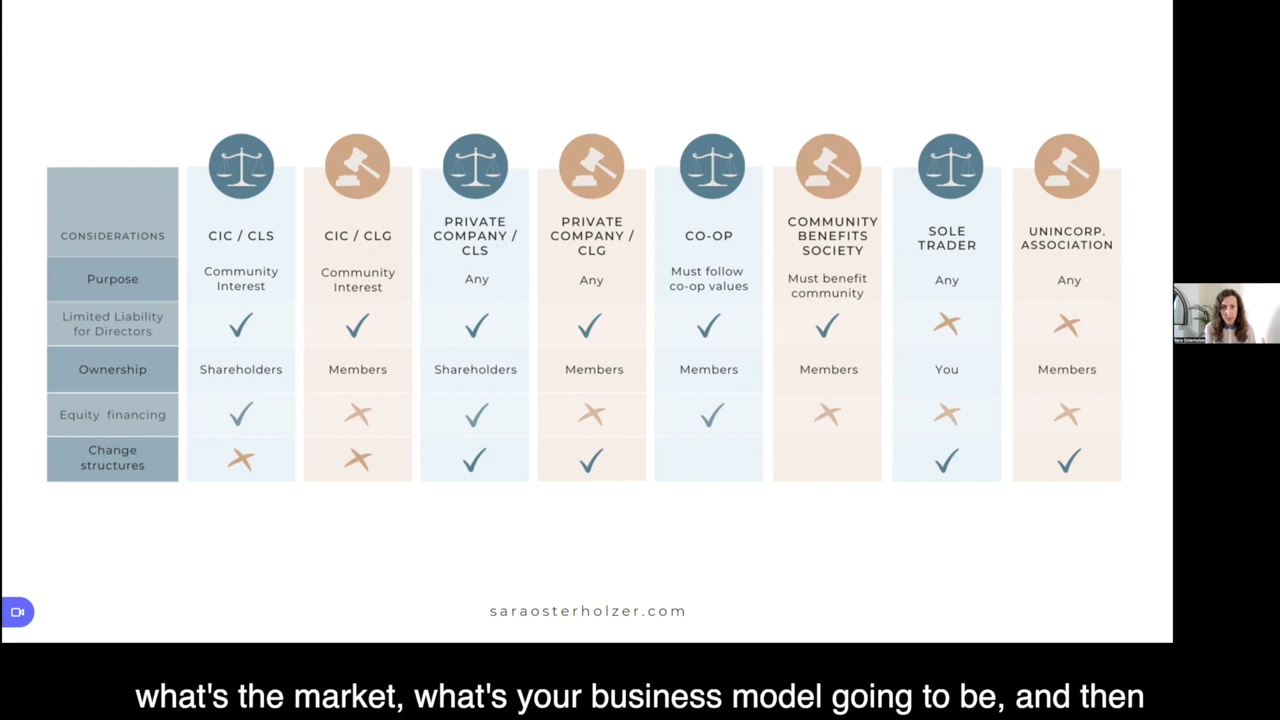 CONSIDERATIONS
CIC / CLS
CIC / CLG
PRIVATE
COMPANY /
CLS
PRIVATE
COMPANY /
CLG
CO-OP
COMMUNITY
BENEFITS
SOCIETY
SOLE
TRADER
UNINCORP.
ASSOCIATION
Purpose
Community
Interest
Community
Interest
Any
Any
Must follow
co-op values
Must benefit
community
Any
Any
Limited Liability
for Directors
Ownership
Shareholders
Members
Shareholders
Members
Members
Members
You
Members
Equity financing
Change
structures
Sara Osterholzer
saraosterholzer.com
what's the market, what's your business model going to be, and then